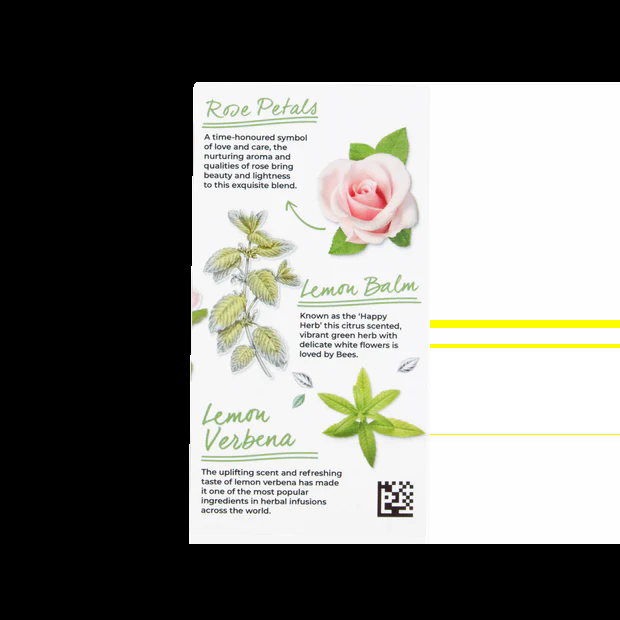 Rose Petals
A time-honoured symbol
of love and care, the
nurturing aroma and
qualities of rose bring
beauty and lightness
to this exquisite blend.
Lemon Balm
Known as the ‘Happy
Herb’ this citrus scented,
vibrant green herb with
delicate white flowers is
loved by Bees.
Lemon
Verbena
The uplifting scent and refreshing
taste of lemon verbena has made
it one of the most popular
ingredients in herbal infusions
across the world.